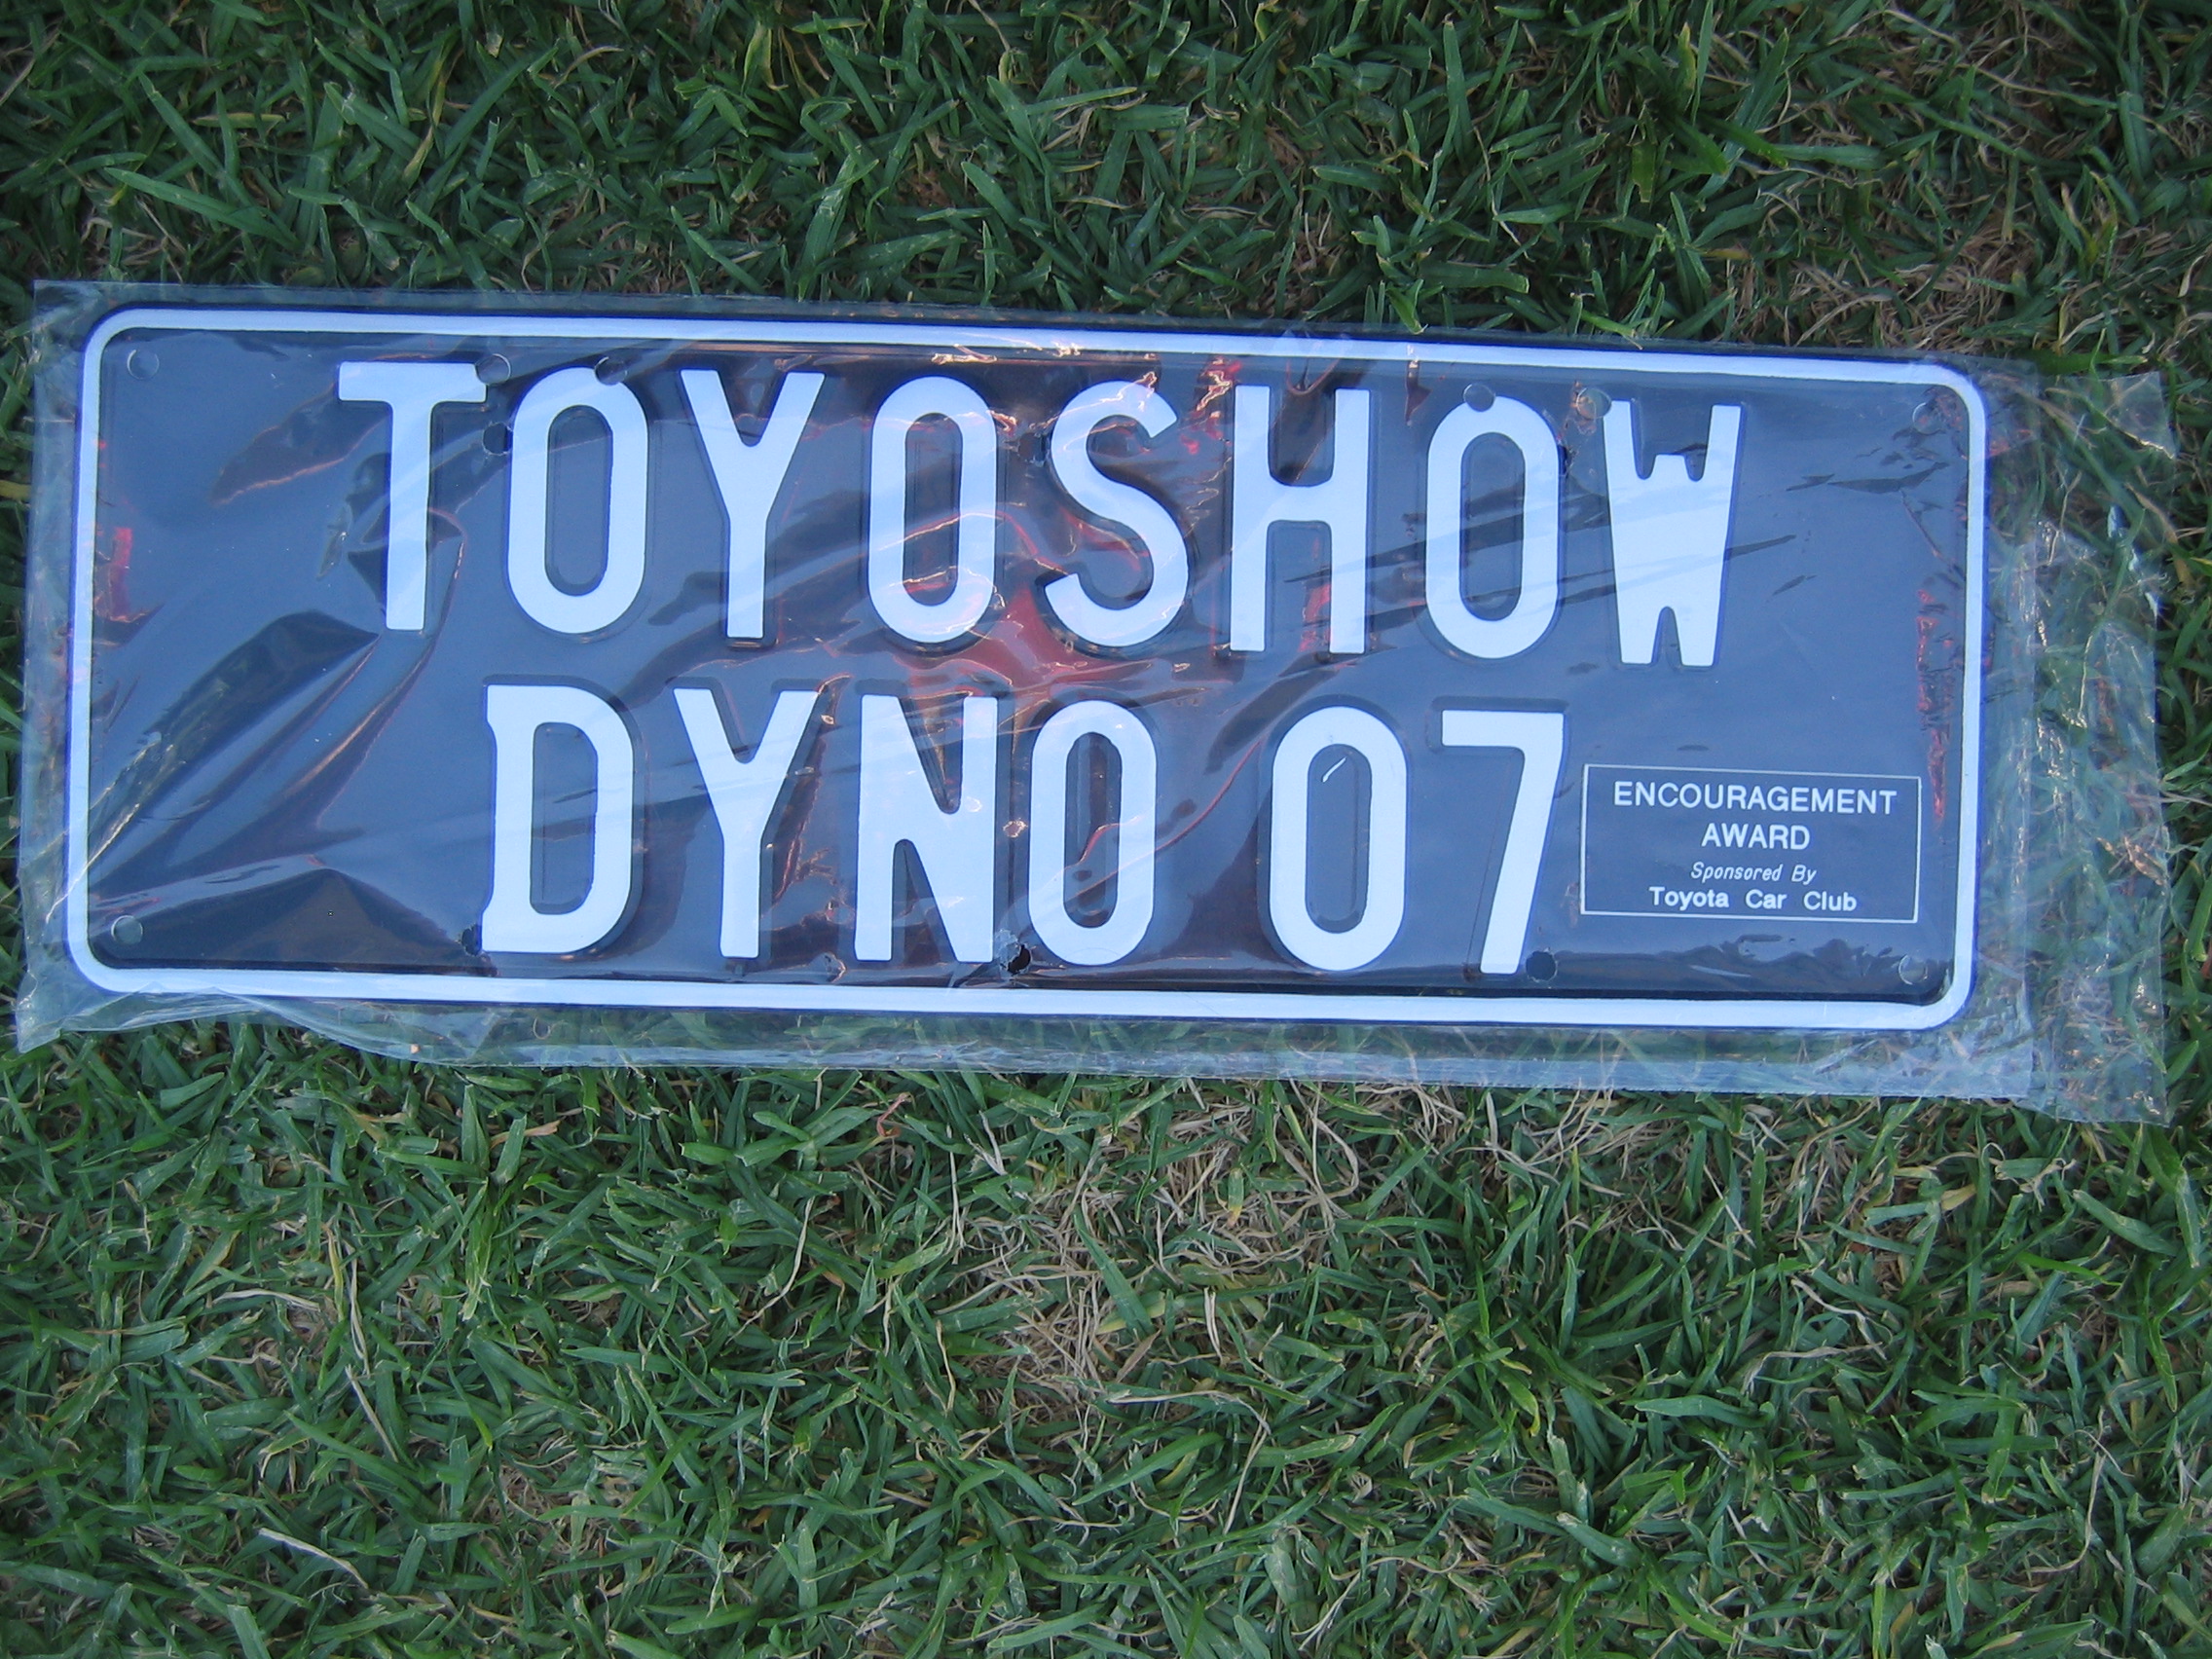 TOYOSHOW
DYNO 07
ENCOURAGEMENT
AWARD
Sponsored By
Toyota Car Club